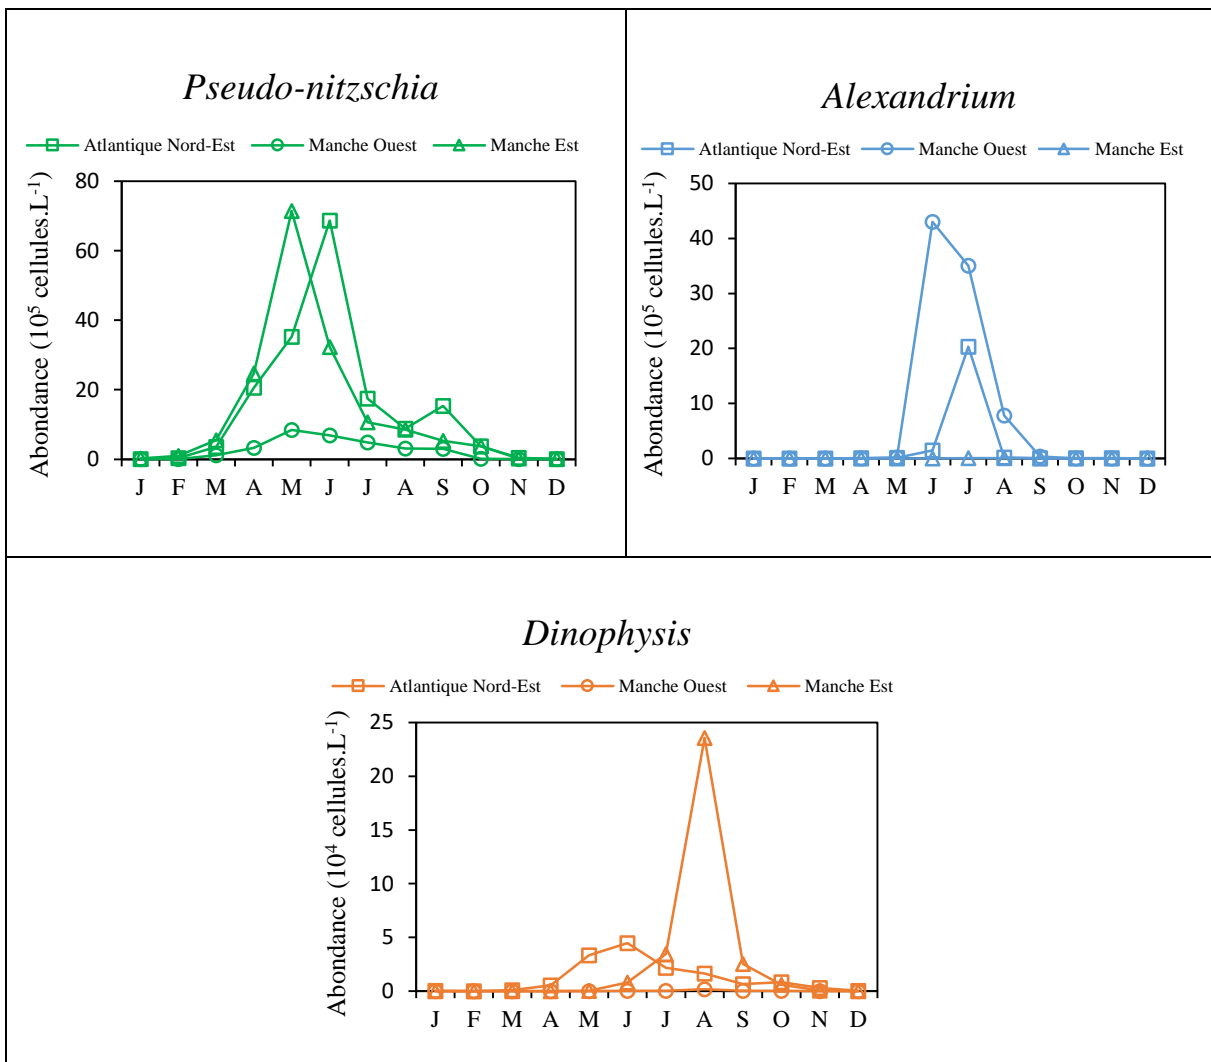 Pseudo-nitzschia
Atlantique Nord-Est Manche Ouest Manche Est
Abondance (10⁵ cellules.L⁻¹)
80
60
40
20
0
J F M A M J J A S O N D
Alexandrium
Atlantique Nord-Est Manche Ouest Manche Est
Abondance (10⁵ cellules.L⁻¹)
50
40
30
20
10
0
J F M A M J J A S O N D
Dinophysis
Atlantique Nord-Est Manche Ouest Manche Est
Abondance (10⁴ cellules.L⁻¹)
25
20
15
10
5
0
J F M A M J J A S O N D